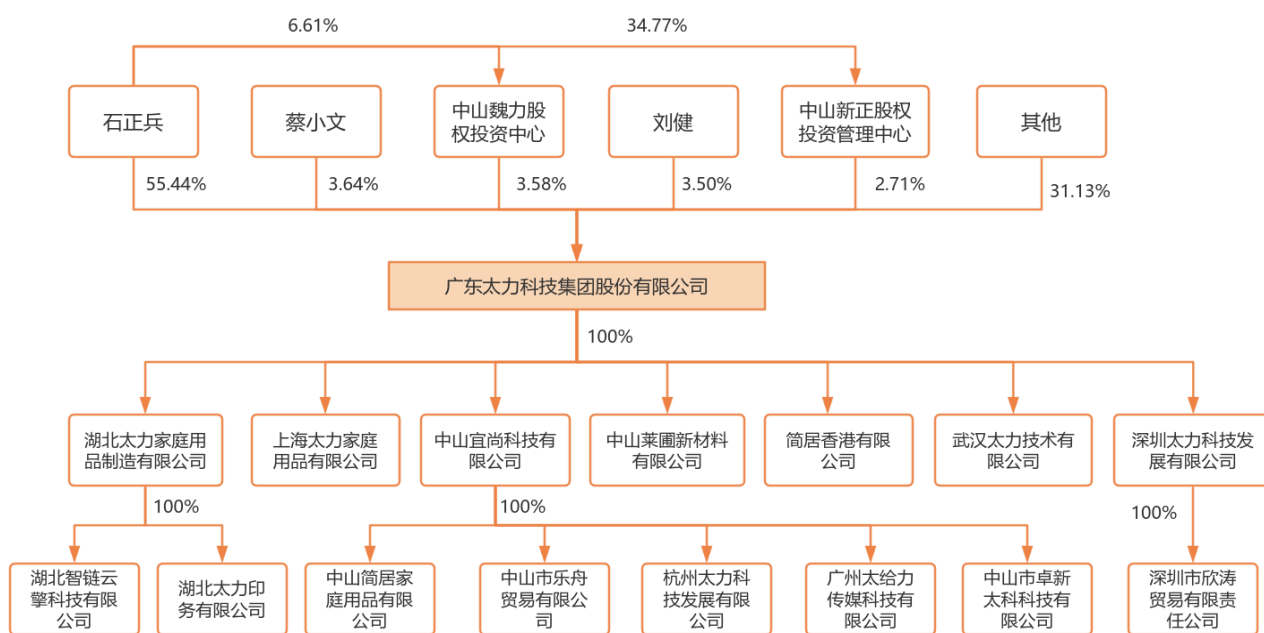 6.61%
34.77%
石正兵
蔡小文
中山魏力股
权投资中心
刘健
中山新正股权
投资管理中心
其他
55.44%
3.64%
3.58%
3.50%
2.71%
31.13%
广东太力科技集团股份有限公司
100%
湖北太力家庭用
品制造有限公司
上海太力家庭
用品有限公司
中山宜尚科技有
限公司
中山莱圃新材料
有限公司
简居香港有限
公司
武汉太力技术有
限公司
深圳太力科技发
展有限公司
100%
100%
100%
湖北智链云
擎科技有限
公司
湖北太力印
务有限公司
中山简居家
庭用品有限
公司
中山市乐舟
贸易有限公
司
杭州太力科
技发展有限
公司
广州太给力
传媒科技有
限公司
中山市卓新
太科科技有
限公司
深圳市欣涛
贸易有限责
任公司